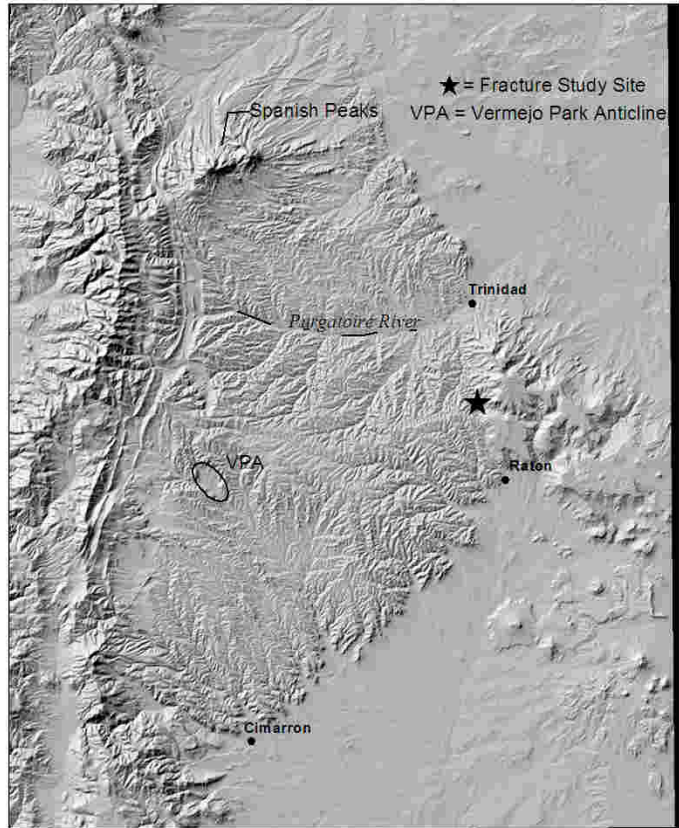 ★ = Fracture Study Site
Spanish Peaks
VPA = Vermejo Park Anticline
Trinidad
Purgatoire River
VPA
Raton
Cimarron